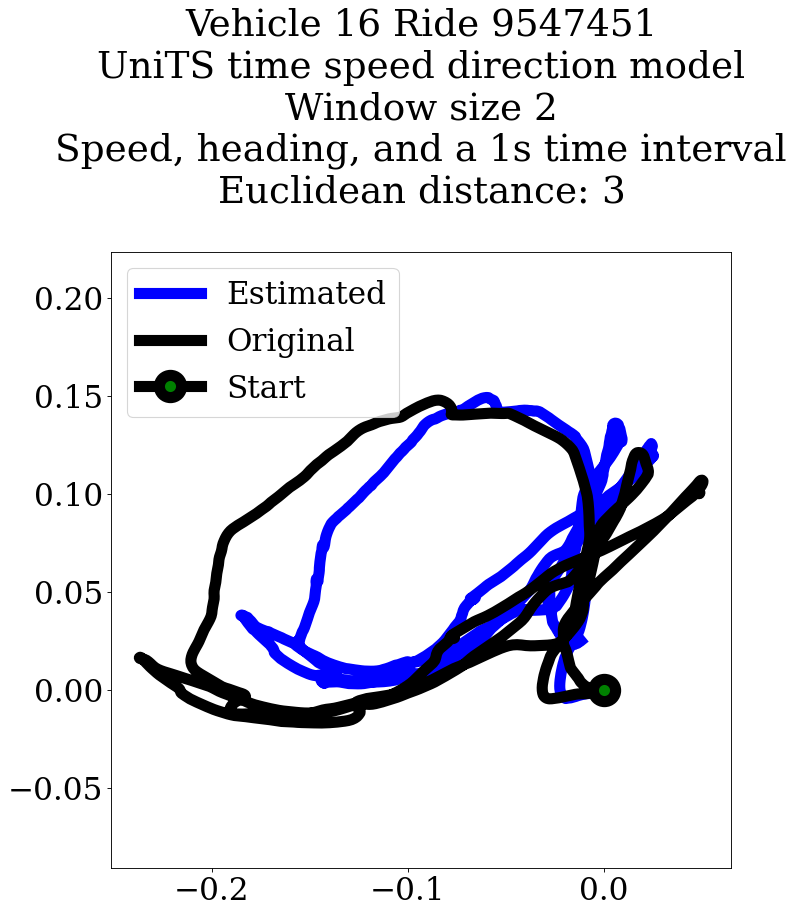 Vehicle 16 Ride 9547451
UniTS time speed direction model
Window size 2
Speed, heading, and a 1s time interval
Euclidean distance: 3
Estimated
Original
Start
0.20
0.15
0.10
0.05
0.00
−0.05
−0.2
−0.1
0.0